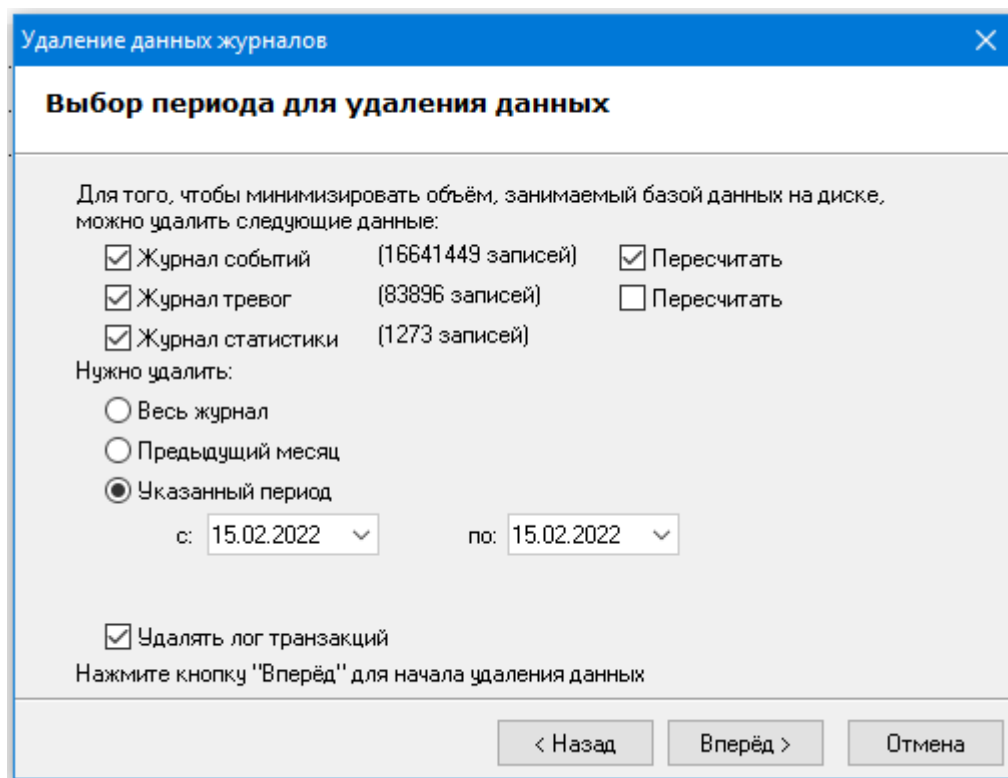 Удаление данных журналов
Выбор периода для удаления данных
Для того, чтобы минимизировать объём, занимаемый базой данных на диске,
можно удалить следующие данные:
Журнал событий (16641449 записей) Пересчитать
Журнал тревог (83896 записей) Пересчитать
Журнал статистики (1273 записей)
Нужно удалить:
Весь журнал
Предыдущий месяц
Указанный период
с: 15.02.2022 по: 15.02.2022
Удалять лог транзакций
Нажмите кнопку "Вперёд" для начала удаления данных
< Назад Вперёд > Отмена